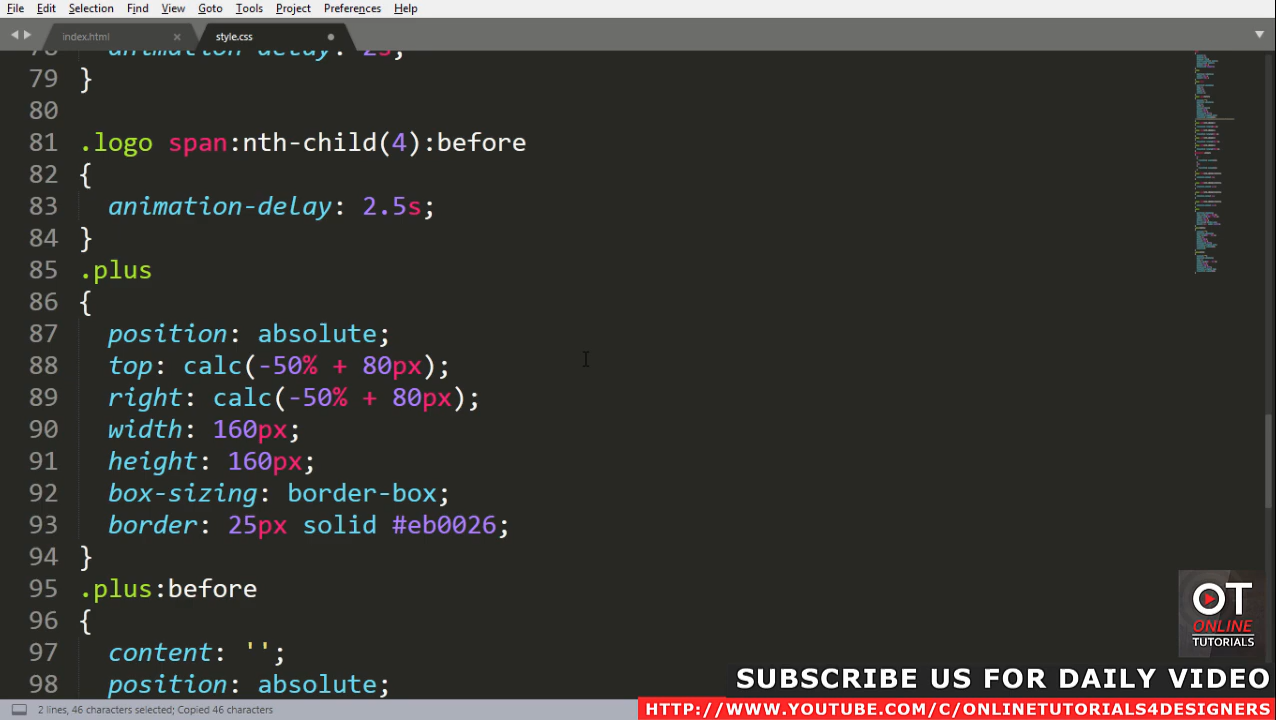 File Edit Selection Find View Goto Tools Project Preferences Help
index.html × style.css
animation-delay: 2s;
79 }
80
81 .logo span:nth-child(4):before
82 {
83 animation-delay: 2.5s;
84 }
85 .plus
86 {
87 position: absolute;
88 top: calc(-50% + 80px);
89 right: calc(-50% + 80px);
90 width: 160px;
91 height: 160px;
92 box-sizing: border-box;
93 border: 25px solid #eb0026;
94 }
95 .plus:before
96 {
97 content: '';
98 position: absolute;
OT
ONLINE
TUTORIALS
SUBSCRIBE US FOR DAILY VIDEO
2 lines, 46 characters selected; Copied 46 characters
HTTP://WWW.YOUTUBE.COM/C/ONLINETUTORIALS4DESIGNERS